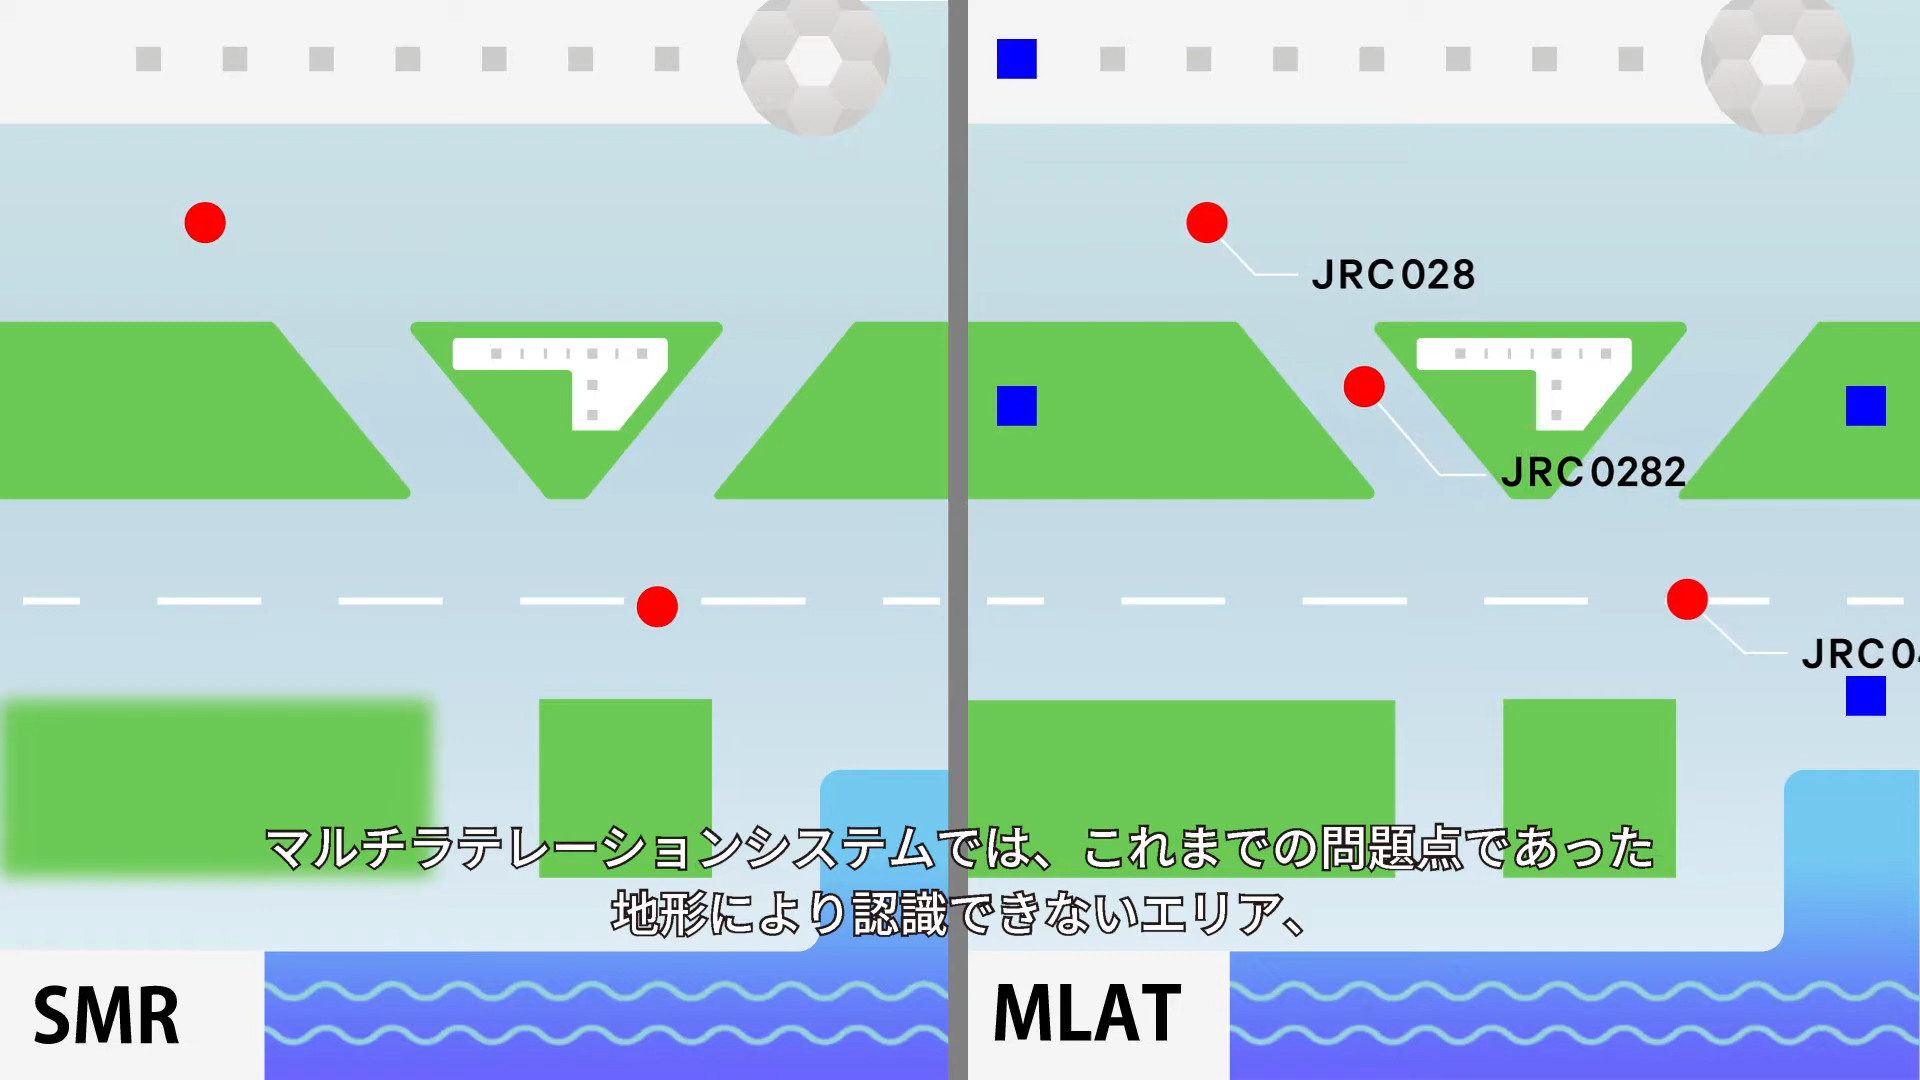 JRC028
JRC0282
JRC04
マルチラテレーションシステムでは、これまでの問題点であった
地形により認識できないエリア、
SMR
MLAT